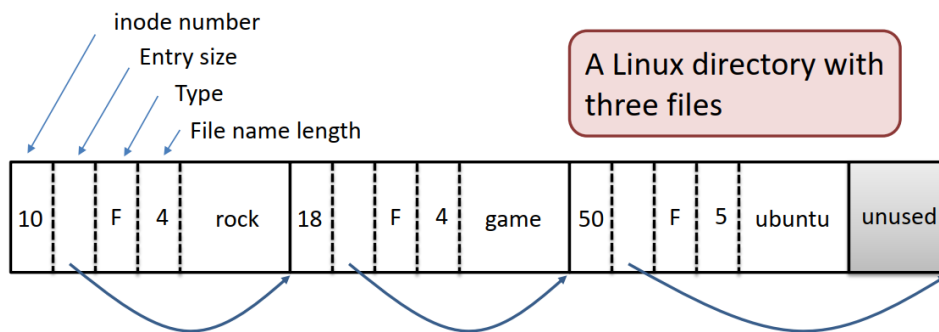 inode number
Entry size
Type
File name length
A Linux directory with
three files
10 F 4 rock 18 F 4 game 50 F 5 ubuntu unused